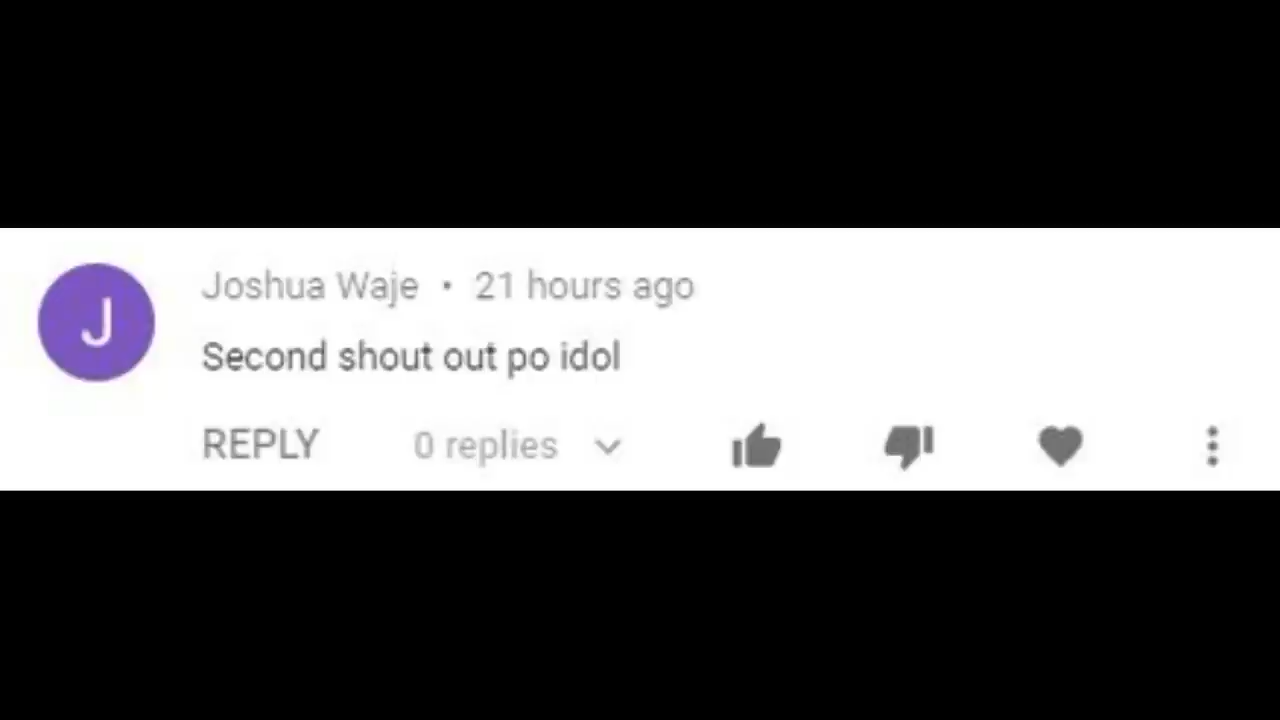 J
Joshua Waje • 21 hours ago
Second shout out po idol
REPLY 0 replies